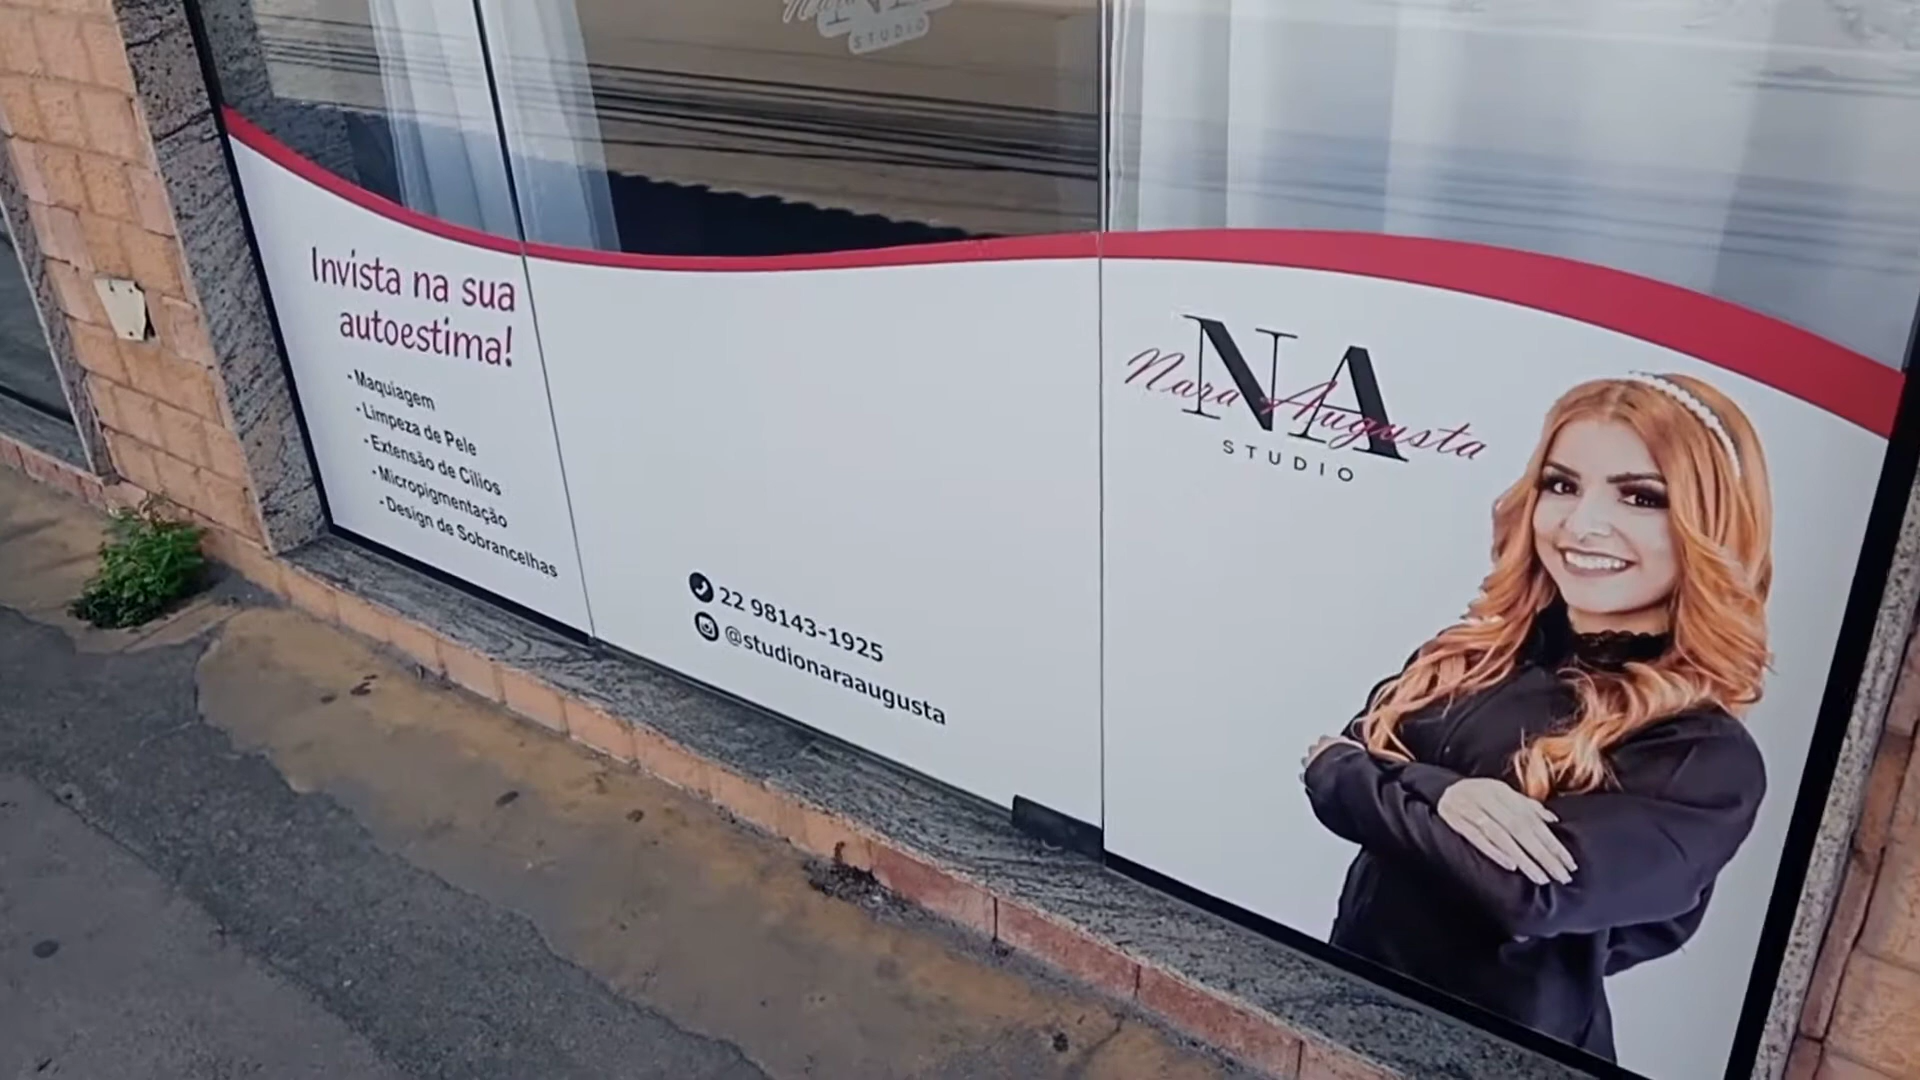 STUDIO
Invista na sua
autoestima!
- Maquiagem
- Limpeza de Pele
- Extensão de Cílios
- Micropigmentação
- Design de Sobrancelhas
22 98143-1925
@studionaraaugusta
NA
Nara Augusta
STUDIO